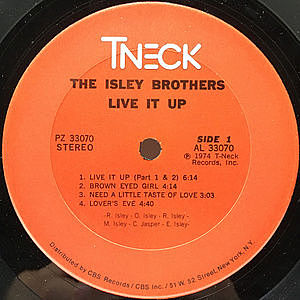 TNECK
THE ISLEY BROTHERS
LIVE IT UP
PZ 33070
STEREO
SIDE 1
AL 33070
℗ 1974 T-Neck
Records, Inc.
1. LIVE IT UP (Part 1 & 2) 6:14
2. BROWN EYED GIRL 4:14
3. NEED A LITTLE TASTE OF LOVE 3:03
4. LOVER'S EVE 4:40
-R. Isley - O. Isley - R. Isley-
M. Isley - C. Jasper - E. Isley-
Distributed by CBS Records / CBS Inc. / 51 W. 52 Street, New York, N.Y.